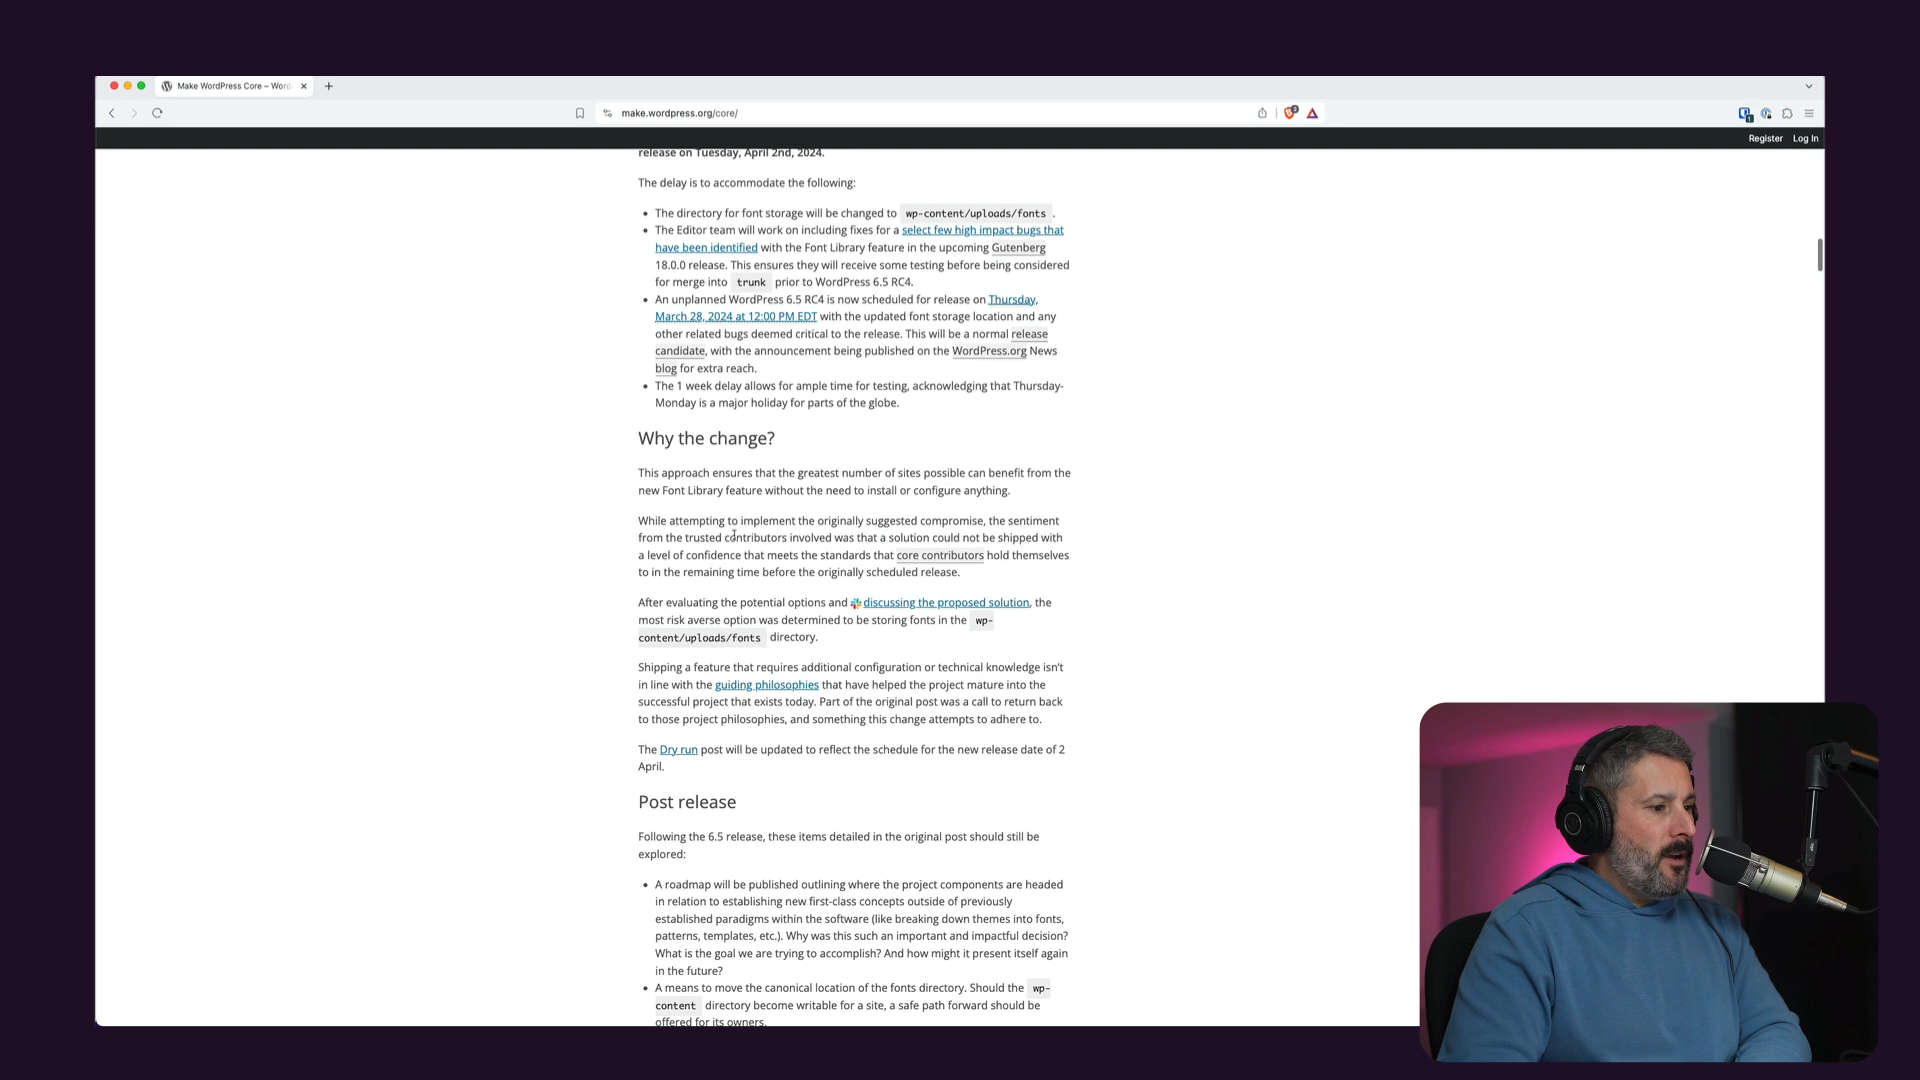 Make WordPress Core – Word
make.wordpress.org/core/
Register Log In
release on Tuesday, April 2nd, 2024.
The delay is to accommodate the following:
• The directory for font storage will be changed to wp-content/uploads/fonts .
• The Editor team will work on including fixes for a select few high impact bugs that
have been identified with the Font Library feature in the upcoming Gutenberg
18.0.0 release. This ensures they will receive some testing before being considered
for merge into trunk prior to WordPress 6.5 RC4.
• An unplanned WordPress 6.5 RC4 is now scheduled for release on Thursday,
March 28, 2024 at 12:00 PM EDT with the updated font storage location and any
other related bugs deemed critical to the release. This will be a normal release
candidate, with the announcement being published on the WordPress.org News
blog for extra reach.
• The 1 week delay allows for ample time for testing, acknowledging that Thursday-
Monday is a major holiday for parts of the globe.
Why the change?
This approach ensures that the greatest number of sites possible can benefit from the
new Font Library feature without the need to install or configure anything.
While attempting to implement the originally suggested compromise, the sentiment
from the trusted contributors involved was that a solution could not be shipped with
a level of confidence that meets the standards that core contributors hold themselves
to in the remaining time before the originally scheduled release.
After evaluating the potential options and discussing the proposed solution, the
most risk averse option was determined to be storing fonts in the wp-
content/uploads/fonts directory.
Shipping a feature that requires additional configuration or technical knowledge isn't
in line with the guiding philosophies that have helped the project mature into the
successful project that exists today. Part of the original post was a call to return back
to those project philosophies, and something this change attempts to adhere to.
The Dry run post will be updated to reflect the schedule for the new release date of 2
April.
Post release
Following the 6.5 release, these items detailed in the original post should still be
explored:
• A roadmap will be published outlining where the project components are headed
in relation to establishing new first-class concepts outside of previously
established paradigms within the software (like breaking down themes into fonts,
patterns, templates, etc.). Why was this such an important and impactful decision?
What is the goal we are trying to accomplish? And how might it present itself again
in the future?
• A means to move the canonical location of the fonts directory. Should the wp-
content directory become writable for a site, a safe path forward should be
offered for its owners.